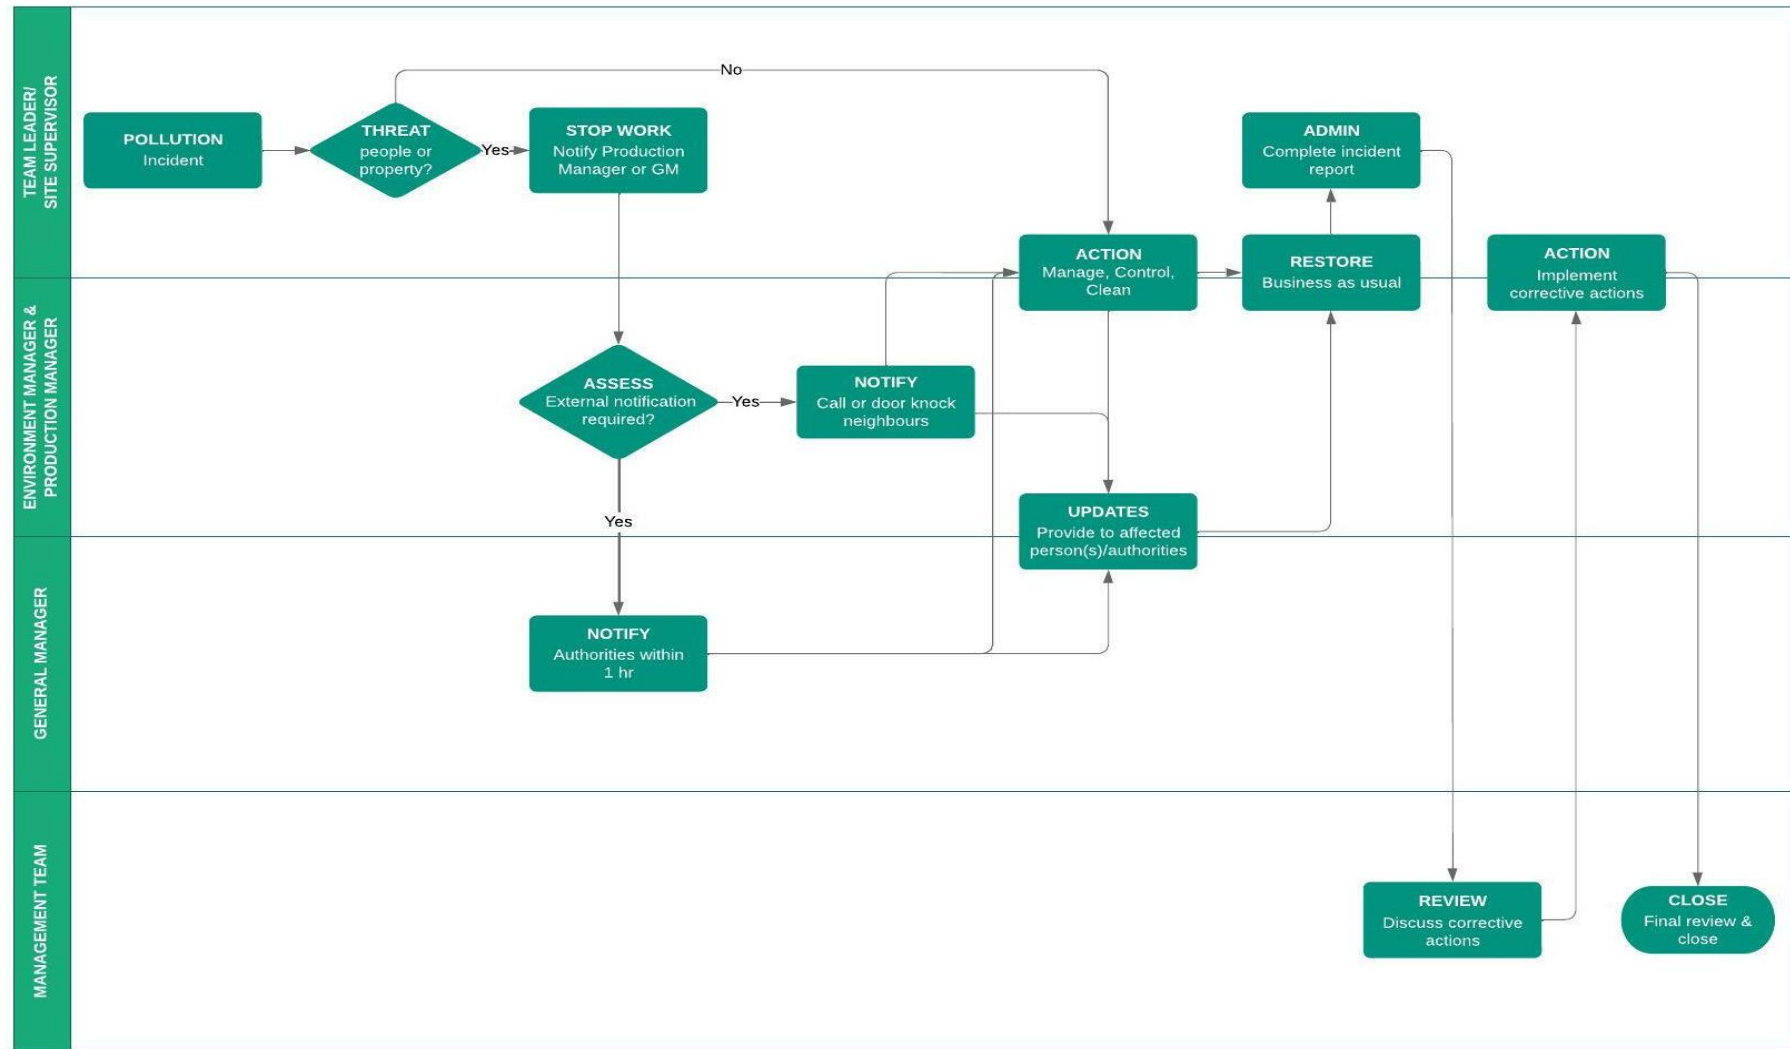 TEAM LEADER/
SITE SUPERVISOR
POLLUTION
Incident
THREAT
people or
property?
No
Yes
STOP WORK
Notify Production
Manager or GM
ADMIN
Complete incident
report
ACTION
Manage, Control,
Clean
RESTORE
Business as usual
ACTION
Implement
corrective actions
ENVIRONMENT MANAGER &
PRODUCTION MANAGER
ASSESS
External notification
required?
Yes
NOTIFY
Call or door knock
neighbours
Yes
UPDATES
Provide to affected
person(s)/authorities
GENERAL MANAGER
NOTIFY
Authorities within
1 hr
MANAGEMENT TEAM
REVIEW
Discuss corrective
actions
CLOSE
Final review &
close